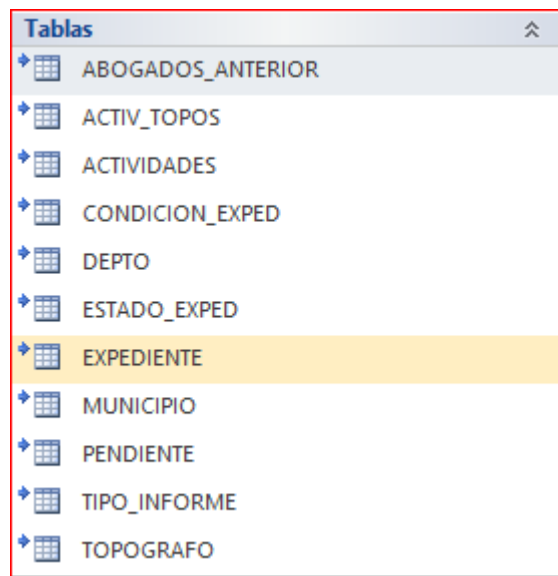 Tablas
ABOGADOS_ANTERIOR
ACTIV_TOPOS
ACTIVIDADES
CONDICION_EXPED
DEPTO
ESTADO_EXPED
EXPEDIENTE
MUNICIPIO
PENDIENTE
TIPO_INFORME
TOPOGRAFO